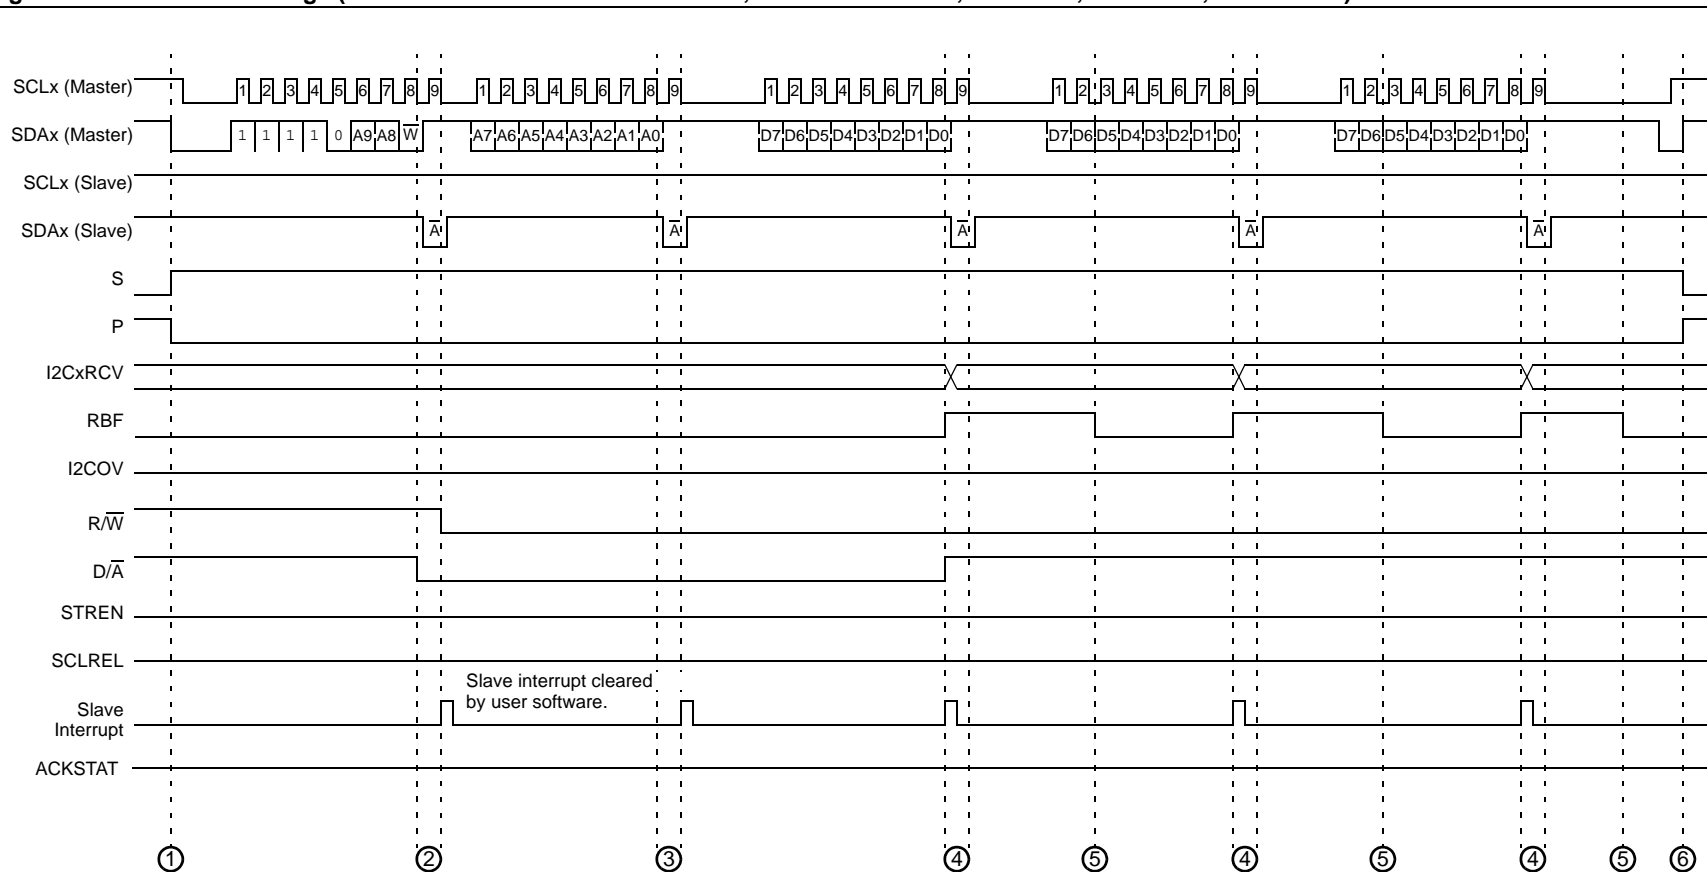 SCLx (Master) 1 2 3 4 5 6 7 8 9 1 2 3 4 5 6 7 8 9 1 2 3 4 5 6 7 8 9 1 2 3 4 5 6 7 8 9 1 2 3 4 5 6 7 8 9
SDAx (Master) 1 1 1 1 0 A9 A8 W̅ A7 A6 A5 A4 A3 A2 A1 A0 D7 D6 D5 D4 D3 D2 D1 D0 D7 D6 D5 D4 D3 D2 D1 D0 D7 D6 D5 D4 D3 D2 D1 D0
SCLx (Slave)
SDAx (Slave) A̅ A̅ A̅ A̅ A̅
S
P
I2CxRCV
RBF
I2COV
R/W̅
D/A̅
STREN
SCLREL
Slave interrupt cleared
by user software.
Slave
Interrupt
ACKSTAT
1 2 3 4 5 4 5 4 5 6